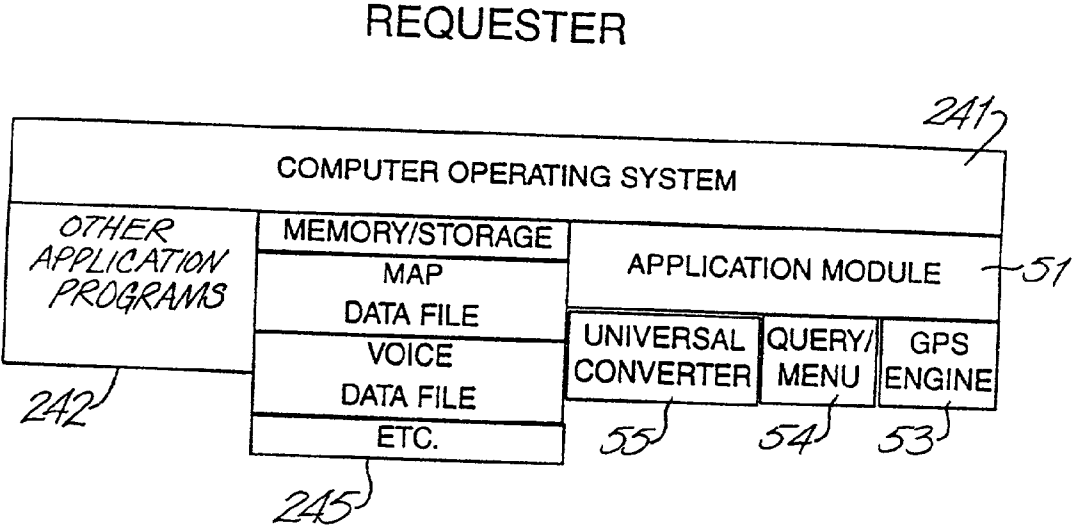 REQUESTER
241
COMPUTER OPERATING SYSTEM
OTHER
APPLICATION
PROGRAMS
242
MEMORY/STORAGE
MAP
DATA FILE
VOICE
DATA FILE
ETC.
245
APPLICATION MODULE
51
UNIVERSAL
CONVERTER
55
QUERY/
MENU
54
GPS
ENGINE
53